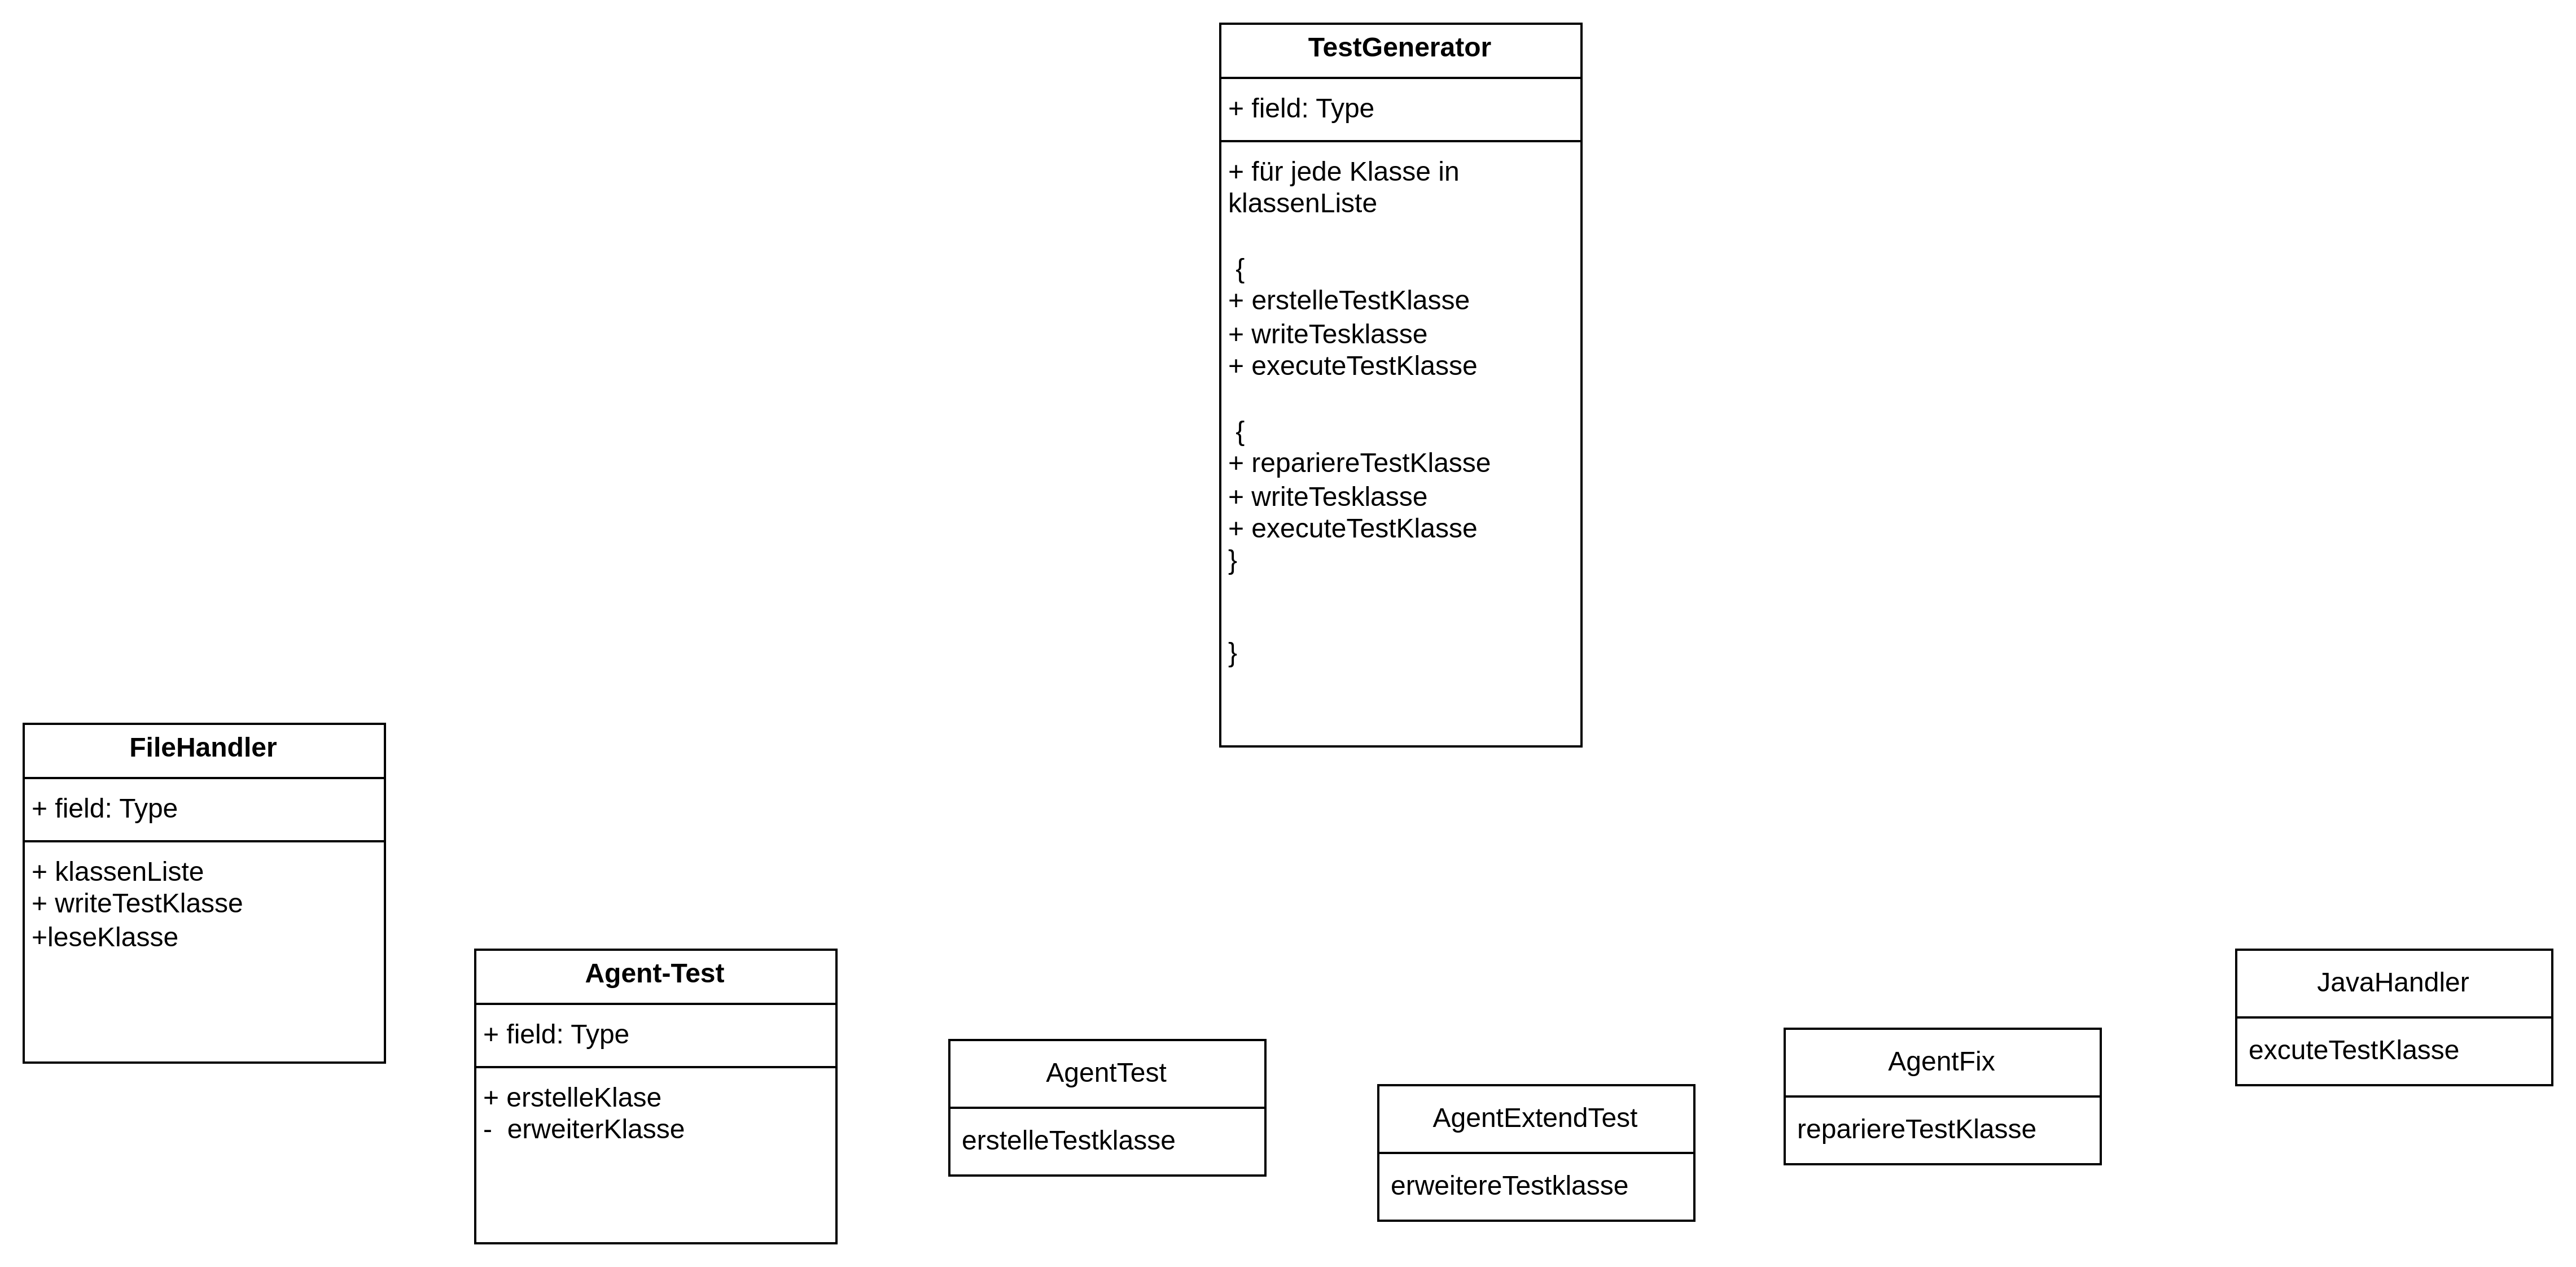 TestGenerator
+ field: Type
+ für jede Klasse in
klassenListe
{
+ erstelleTestKlasse
+ writeTesklasse
+ executeTestKlasse
{
+ repariereTestKlasse
+ writeTesklasse
+ executeTestKlasse
}
}
FileHandler
+ field: Type
+ klassenListe
+ writeTestKlasse
+leseKlasse
Agent-Test
+ field: Type
+ erstelleKlase
- erweiterKlasse
AgentTest
erstelleTestklasse
AgentExtendTest
erweitereTestklasse
AgentFix
repariereTestKlasse
JavaHandler
excuteTestKlasse